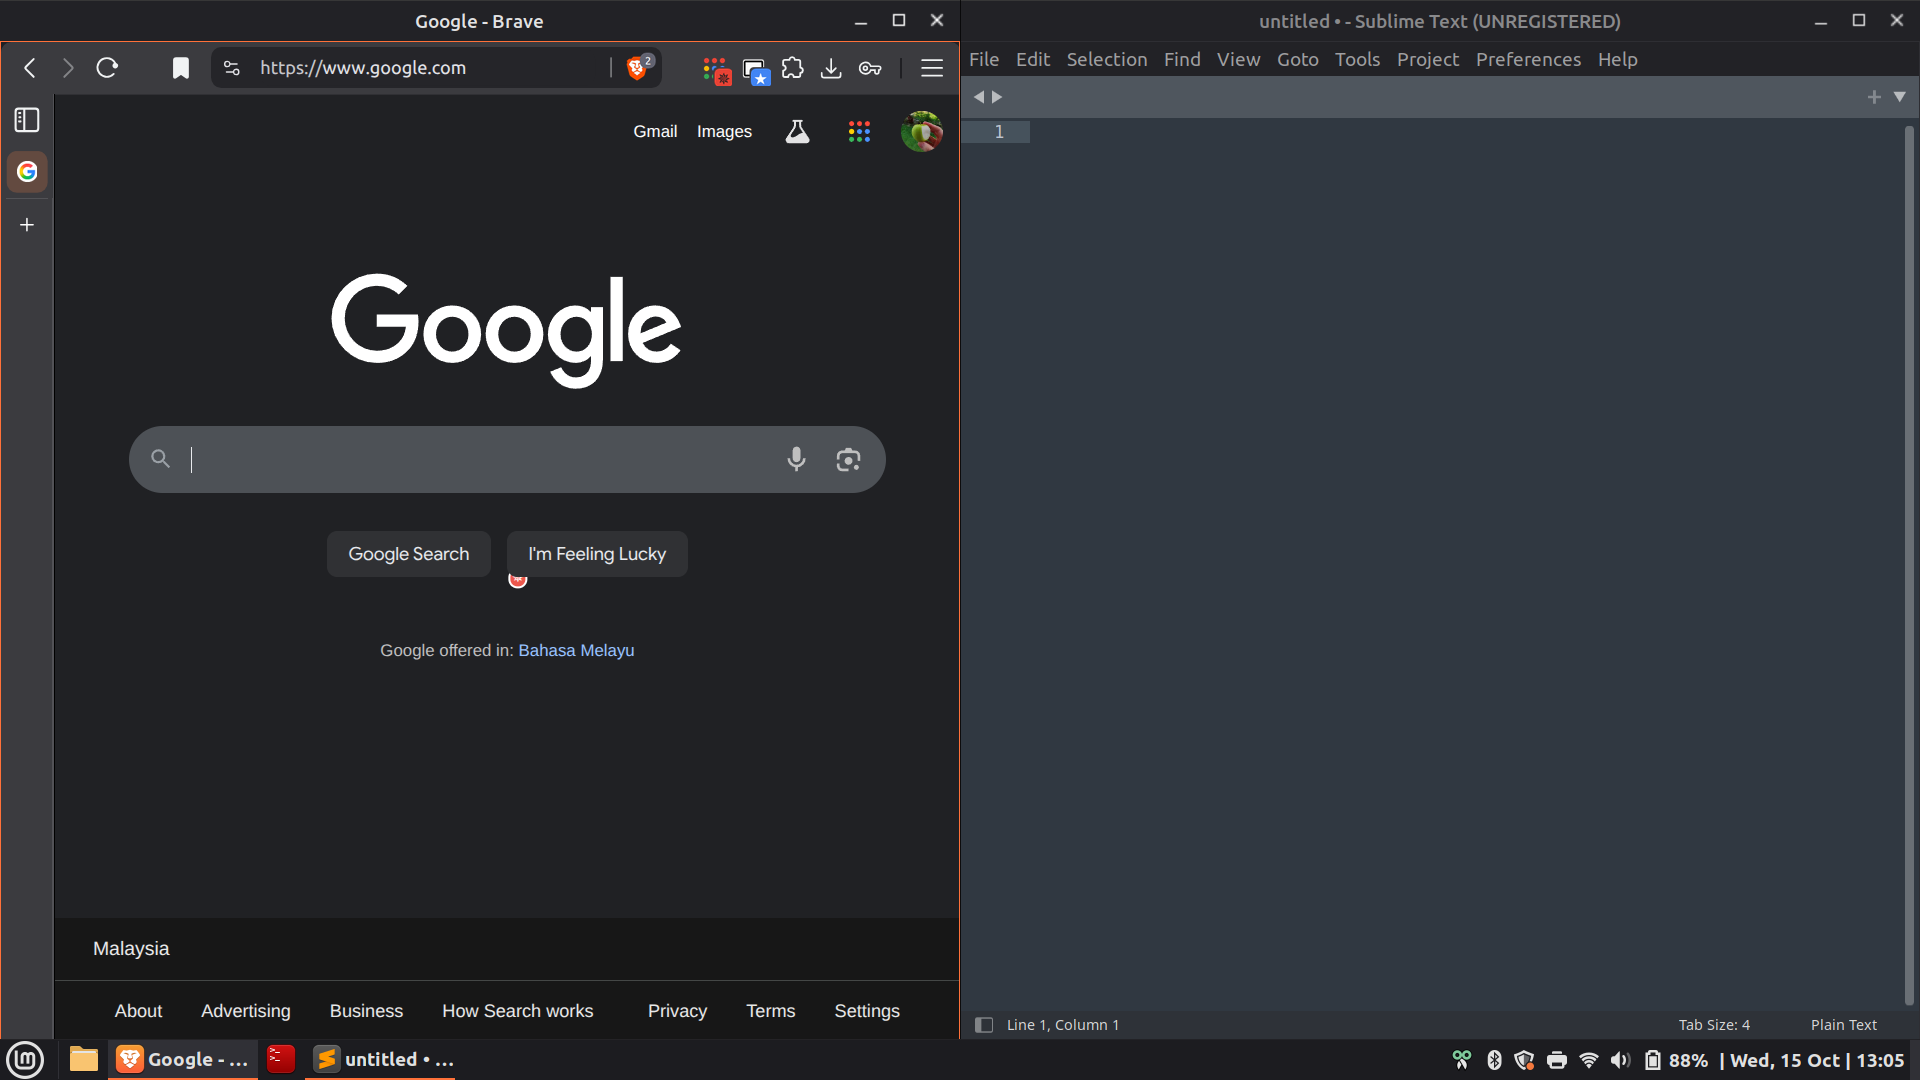 Google - Brave
https://www.google.com
2
Gmail Images
Google
Google Search I'm Feeling Lucky
Google offered in: Bahasa Melayu
Malaysia
About Advertising Business How Search works Privacy Terms Settings
untitled • - Sublime Text (UNREGISTERED)
File Edit Selection Find View Goto Tools Project Preferences Help
1
Line 1, Column 1 Tab Size: 4 Plain Text
Google - ... untitled • ... 88% | Wed, 15 Oct | 13:05